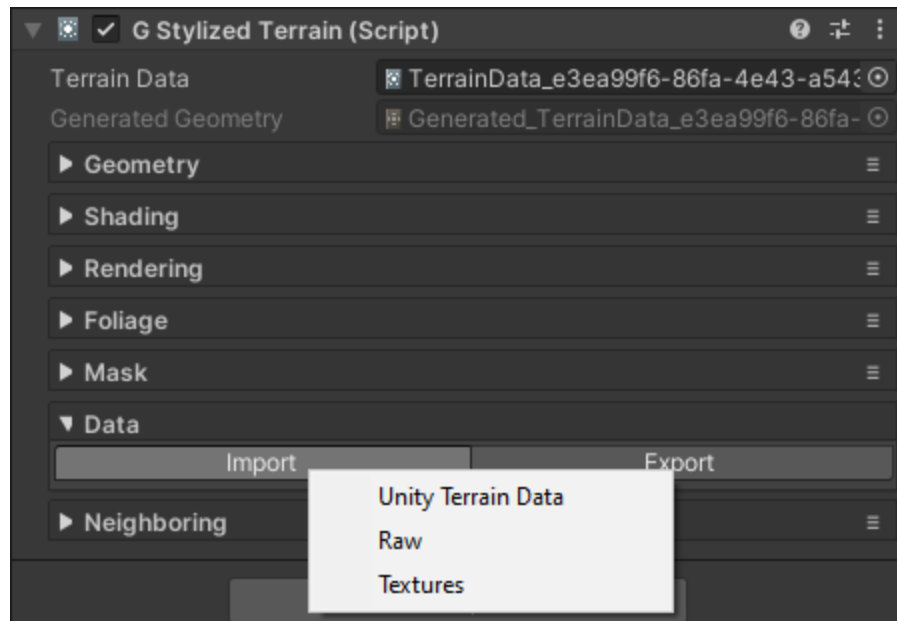 G Stylized Terrain (Script)
Terrain Data TerrainData_e3ea99f6-86fa-4e43-a543
Generated Geometry Generated_TerrainData_e3ea99f6-86fa-
Geometry
Shading
Rendering
Foliage
Mask
Data
Import Export
Unity Terrain Data
Neighboring
Raw
Textures